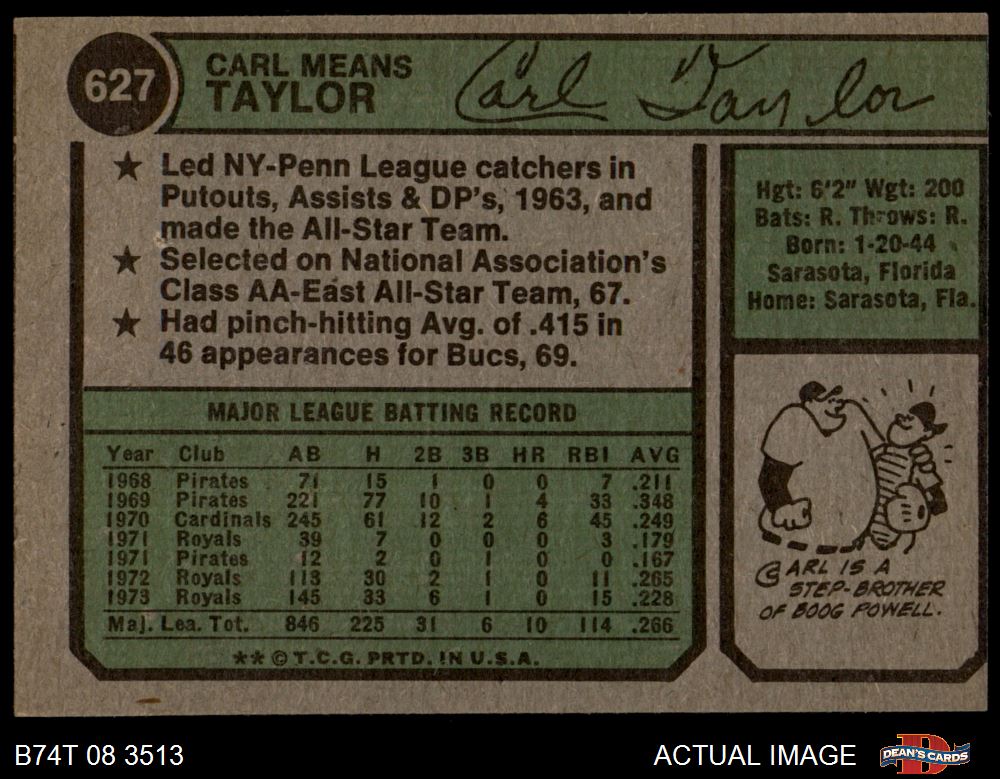 627
CARL MEANS
TAYLOR
Carl Taylor
★ Led NY-Penn League catchers in
Putouts, Assists & DP's, 1963, and
made the All-Star Team.
★ Selected on National Association's
Class AA-East All-Star Team, 67.
★ Had pinch-hitting Avg. of .415 in
46 appearances for Bucs, 69.
Hgt: 6'2" Wgt: 200
Bats: R. Throws: R.
Born: 1-20-44
Sarasota, Florida
Home: Sarasota, Fla.
MAJOR LEAGUE BATTING RECORD
Year Club AB H 2B 3B HR RBI AVG
1968 Pirates 71 15 1 0 0 7 .211
1969 Pirates 221 77 10 1 4 33 .348
1970 Cardinals 245 61 12 2 6 45 .249
1971 Royals 39 7 0 0 0 3 .179
1971 Pirates 12 2 0 1 0 0 .167
1972 Royals 113 30 2 1 0 11 .265
1973 Royals 145 33 6 1 0 15 .228
Maj. Lea. Tot. 846 225 31 6 10 114 .266
** © T.C.G. PRTD. IN U.S.A.
CARL IS A
STEP-BROTHER
OF BOOG POWELL.
B74T 08 3513
ACTUAL IMAGE
DEAN'S CARDS